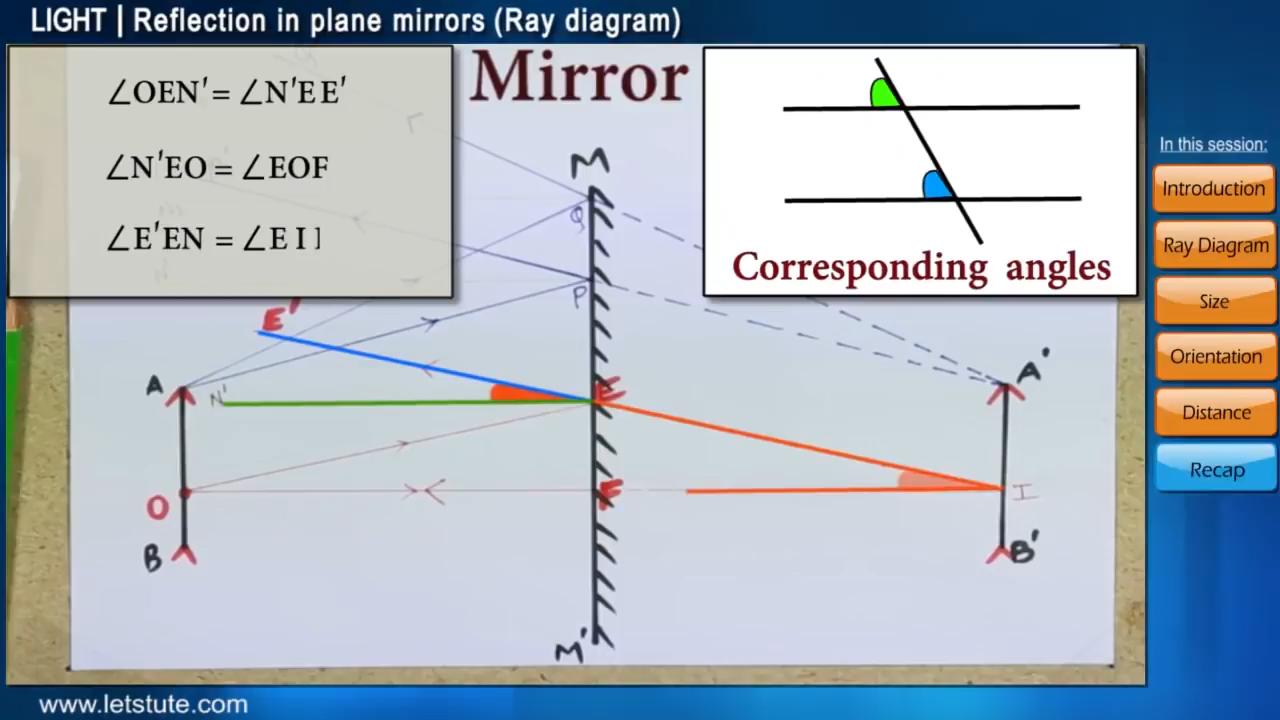 LIGHT | Reflection in plane mirrors (Ray diagram)
∠OEN' = ∠N'E E'
∠N'EO = ∠EOF
∠E'EN = ∠E I
Mirror
Corresponding angles
In this session:
Introduction
Ray Diagram
Size
Orientation
Distance
Recap
M
Q
P
E'
A
N'
E
A'
O
F
I
B
B'
M'
www.letstute.com